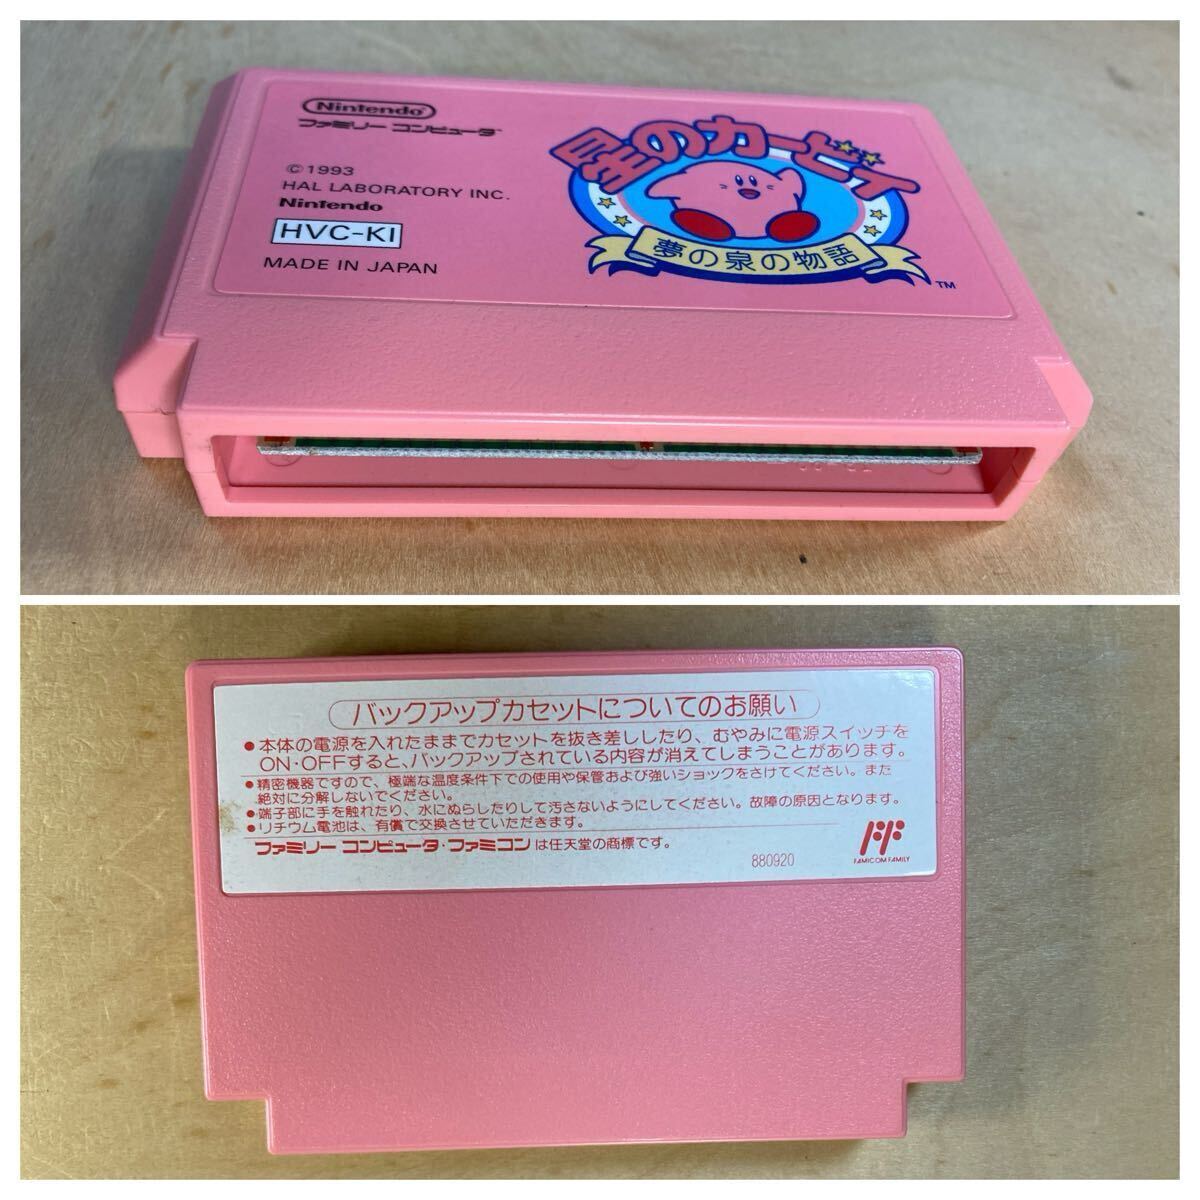 Nintendo
ファミリー コンピュータ™
©1993
HAL LABORATORY INC.
Nintendo
HVC-KI
MADE IN JAPAN
星のカービィ
夢の泉の物語
TM
バックアップカセットについてのお願い
●本体の電源を入れたままでカセットを抜き差ししたり、むやみに電源スイッチを
ON・OFFすると、バックアップされている内容が消えてしまうことがあります。
●精密機器ですので、極端な温度条件下での使用や保管および強いショックをさけてください。また
絶対に分解しないでください。
●端子部に手を触れたり、水にぬらしたりして汚さないようにしてください。故障の原因となります。
●リチウム電池は、有償で交換させていただきます。
ファミリー コンピュータ・ファミコンは任天堂の商標です。
880920
FAMICOM FAMILY